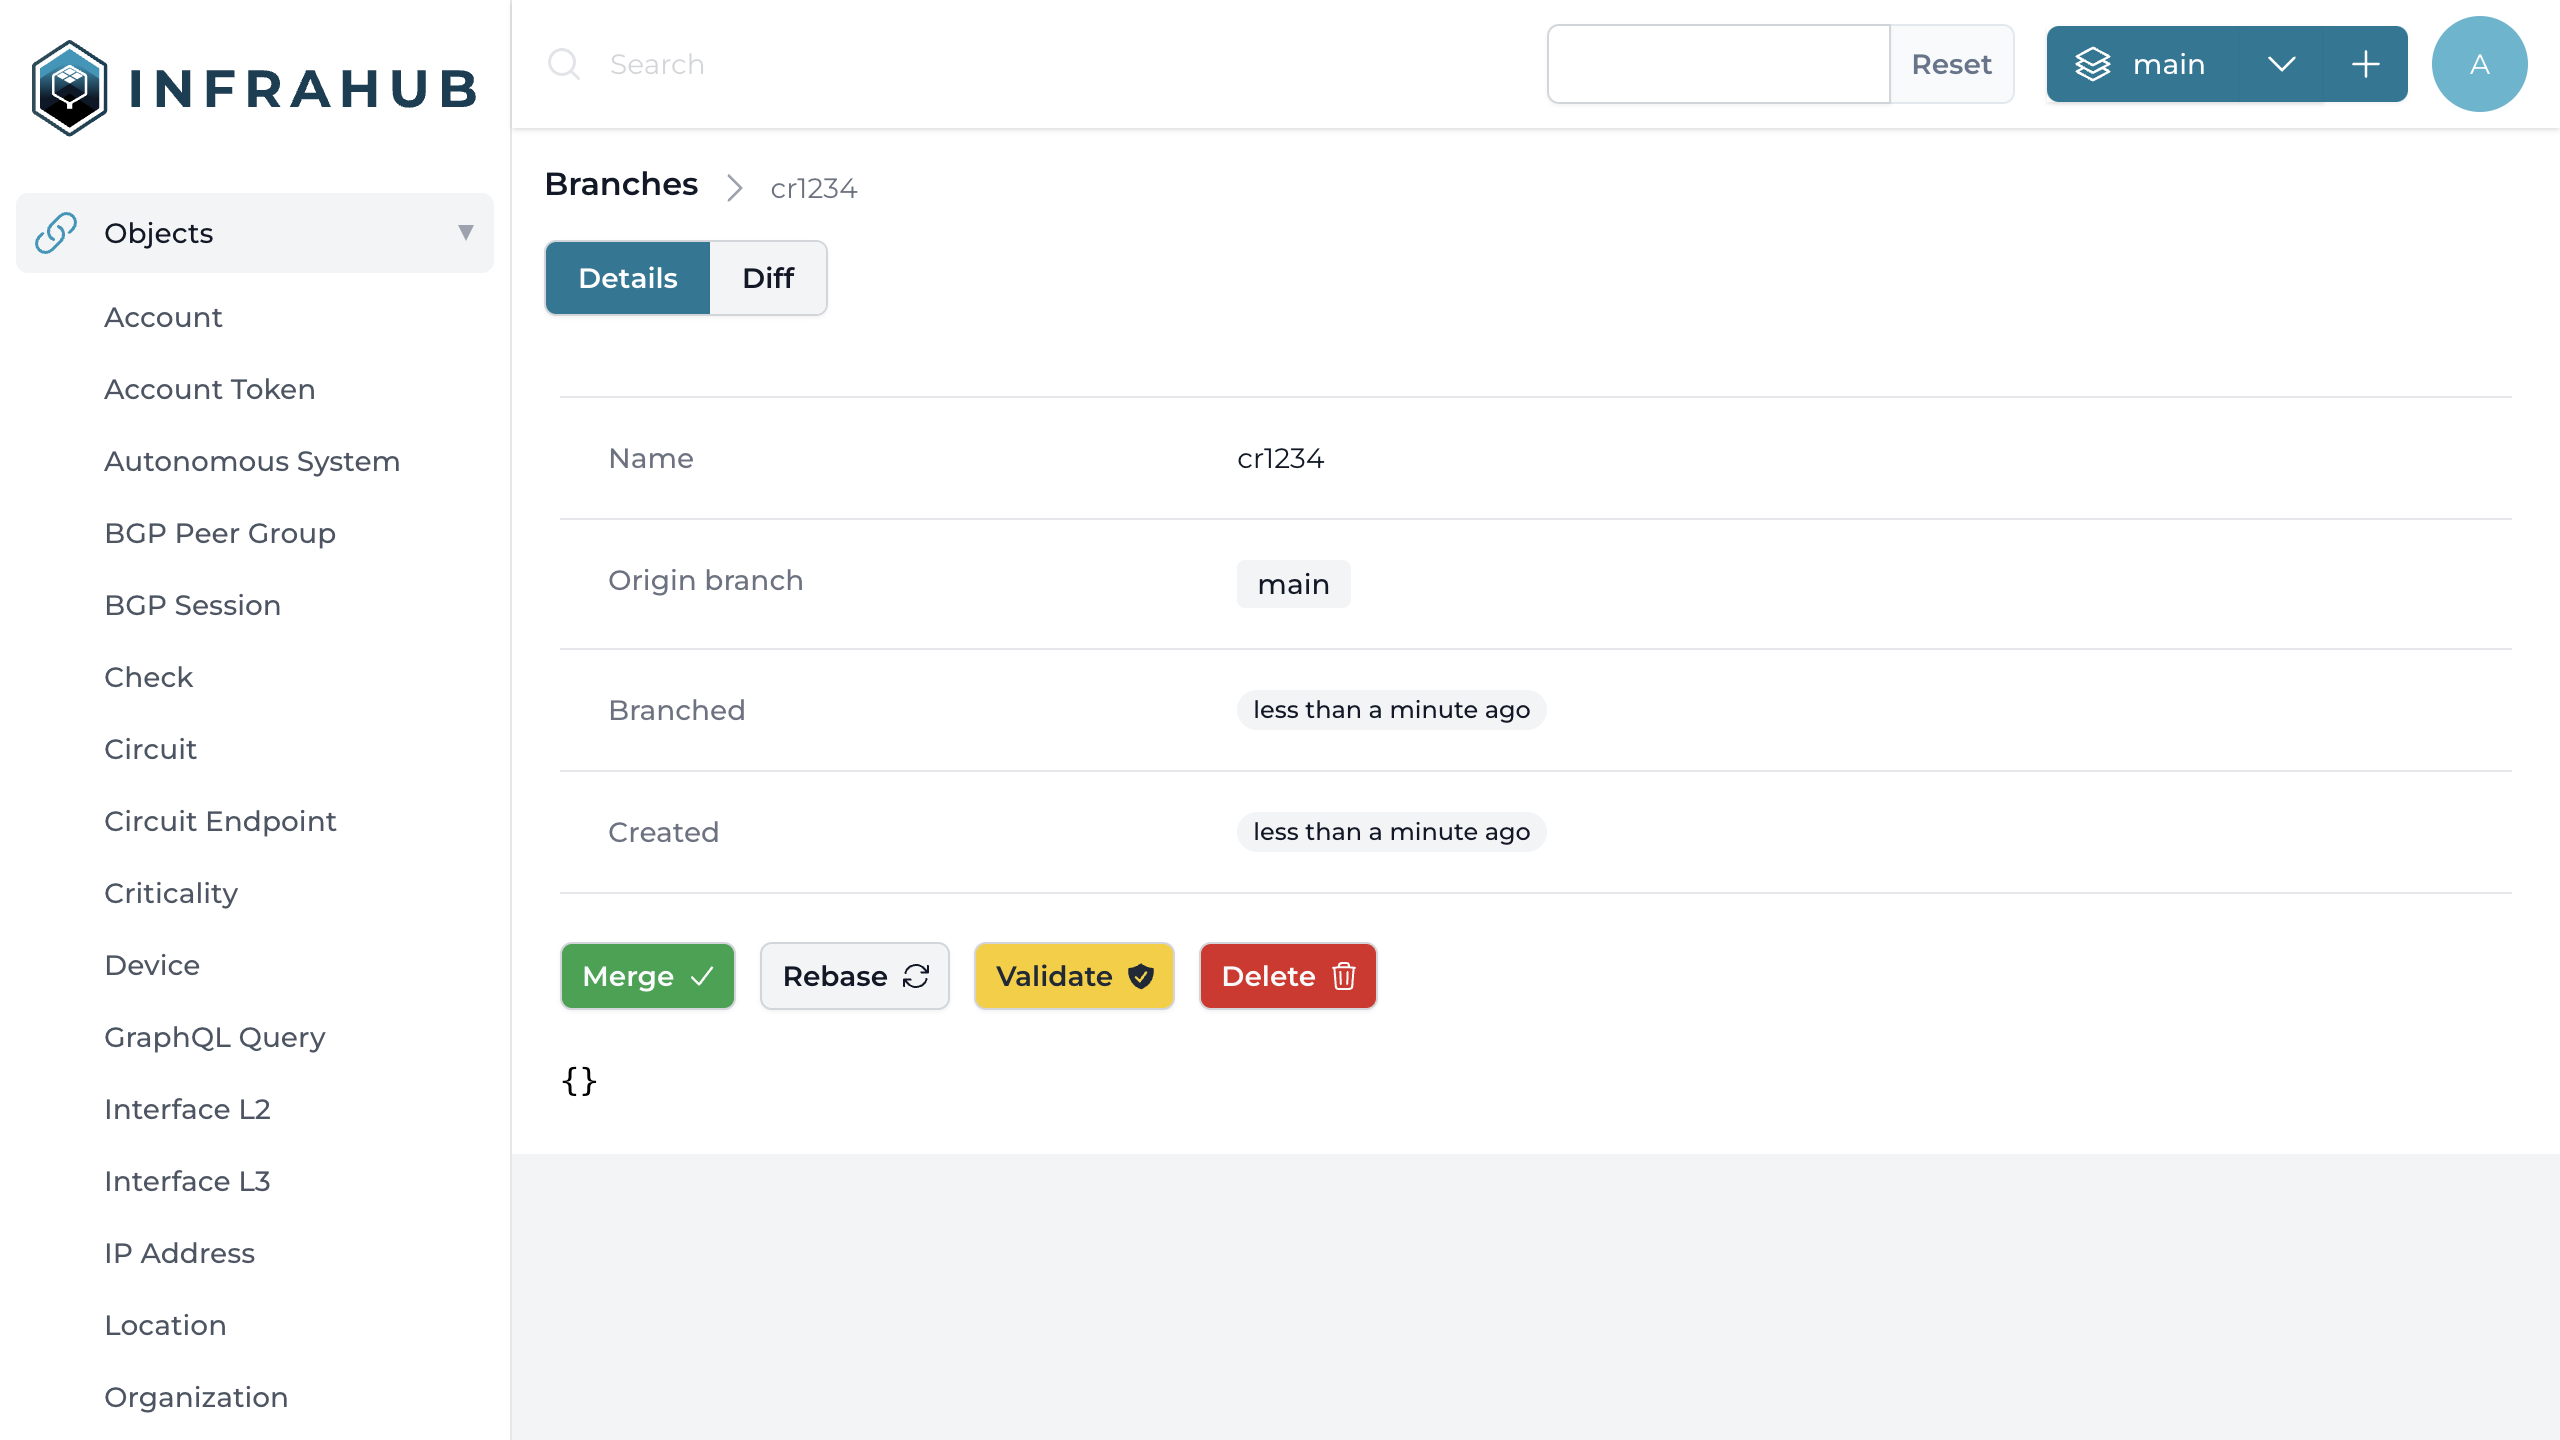 INFRAHUB
Search
Reset
main
A
Objects
Account
Account Token
Autonomous System
BGP Peer Group
BGP Session
Check
Circuit
Circuit Endpoint
Criticality
Device
GraphQL Query
Interface L2
Interface L3
IP Address
Location
Organization
Branches
cr1234
Details
Diff
Name cr1234
Origin branch main
Branched less than a minute ago
Created less than a minute ago
Merge
Rebase
Validate
Delete
{}